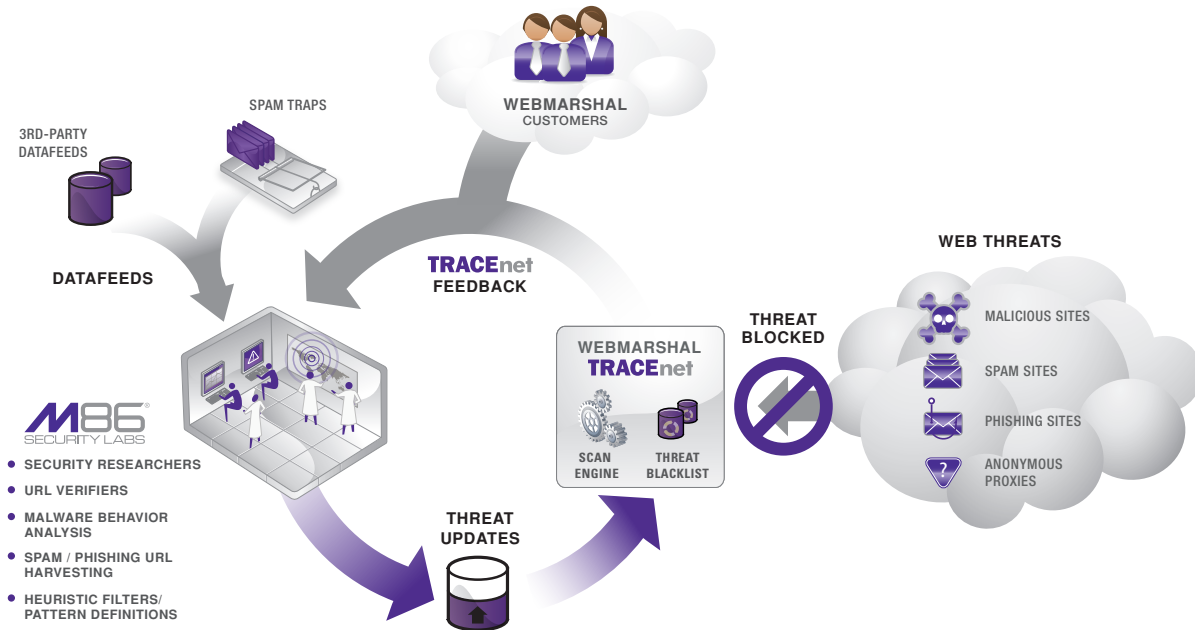 WEBMARSHAL
CUSTOMERS
SPAM TRAPS
3RD-PARTY
DATAFEEDS
DATAFEEDS
TRACEnet
FEEDBACK
WEB THREATS
MALICIOUS SITES
SPAM SITES
PHISHING SITES
?
ANONYMOUS
PROXIES
THREAT
BLOCKED
WEBMARSHAL
TRACEnet
SCAN
ENGINE
THREAT
BLACKLIST
M86®
SECURITY LABS
• SECURITY RESEARCHERS
• URL VERIFIERS
• MALWARE BEHAVIOR
ANALYSIS
• SPAM / PHISHING URL
HARVESTING
• HEURISTIC FILTERS/
PATTERN DEFINITIONS
THREAT
UPDATES